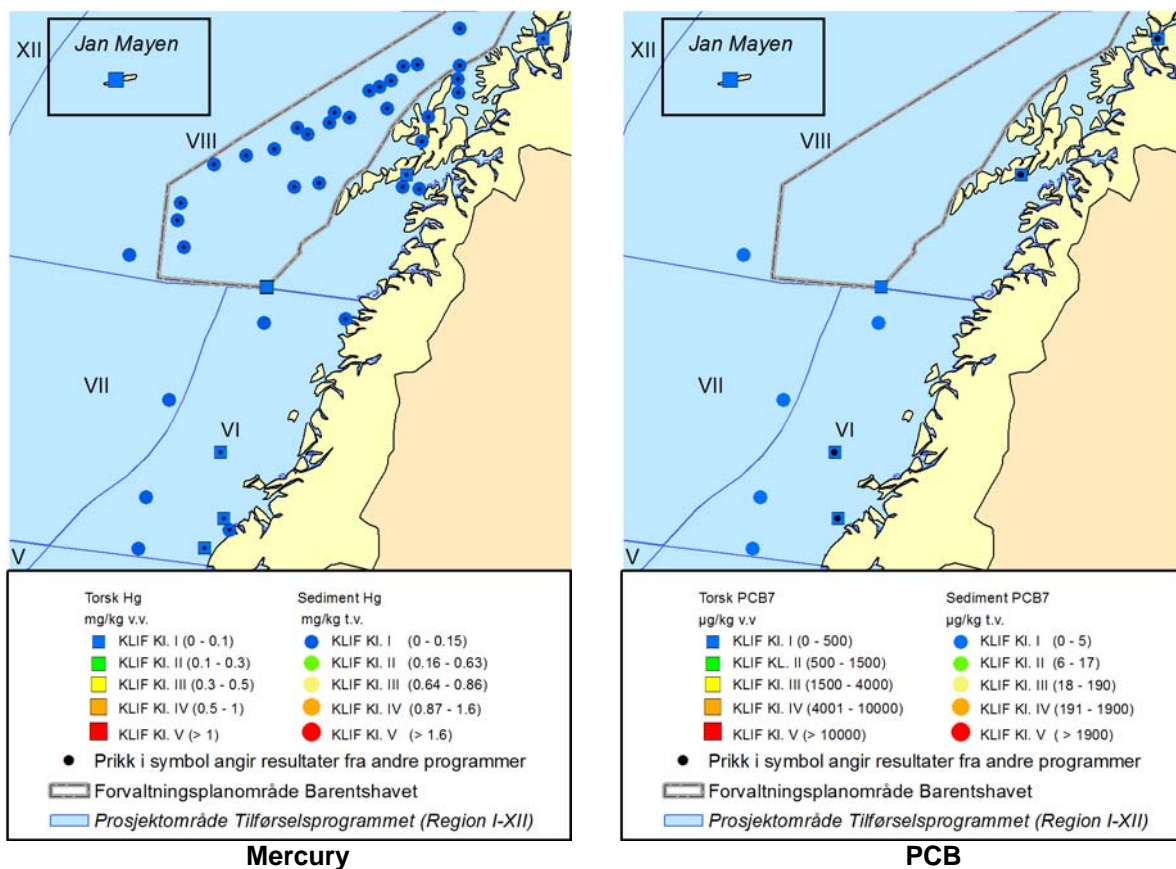 XII
Jan Mayen
VIII
VII
VI
V
Torsk Hg
mg/kg v.v.
KLIF Kl. I (0 - 0.1)
KLIF Kl. II (0.1 - 0.3)
KLIF Kl. III (0.3 - 0.5)
KLIF Kl. IV (0.5 - 1)
KLIF Kl. V (> 1)
Sediment Hg
mg/kg t.v.
KLIF Kl. I (0 - 0.15)
KLIF Kl. II (0.16 - 0.63)
KLIF Kl. III (0.64 - 0.86)
KLIF Kl. IV (0.87 - 1.6)
KLIF Kl. V (> 1.6)
Prikk i symbol angir resultater fra andre programmer
Forvaltningsplanområde Barentshavet
Prosjektområde Tilførselsprogrammet (Region I-XII)
Mercury
XII
Jan Mayen
VIII
VII
VI
V
Torsk PCB7
µg/kg v.v
KLIF Kl. I (0 - 500)
KLIF KL. II (500 - 1500)
KLIF Kl. III (1500 - 4000)
KLIF Kl. IV (4001 - 10000)
KLIF Kl. V (> 10000)
Sediment PCB7
µg/kg t.v.
KLIF Kl. I (0 - 5)
KLIF Kl. II (6 - 17)
KLIF Kl. III (18 - 190)
KLIF Kl. IV (191 - 1900)
KLIF Kl. V ( > 1900)
Prikk i symbol angir resultater fra andre programmer
Forvaltningsplanområde Barentshavet
Prosjektområde Tilførselsprogrammet (Region I-XII)
PCB